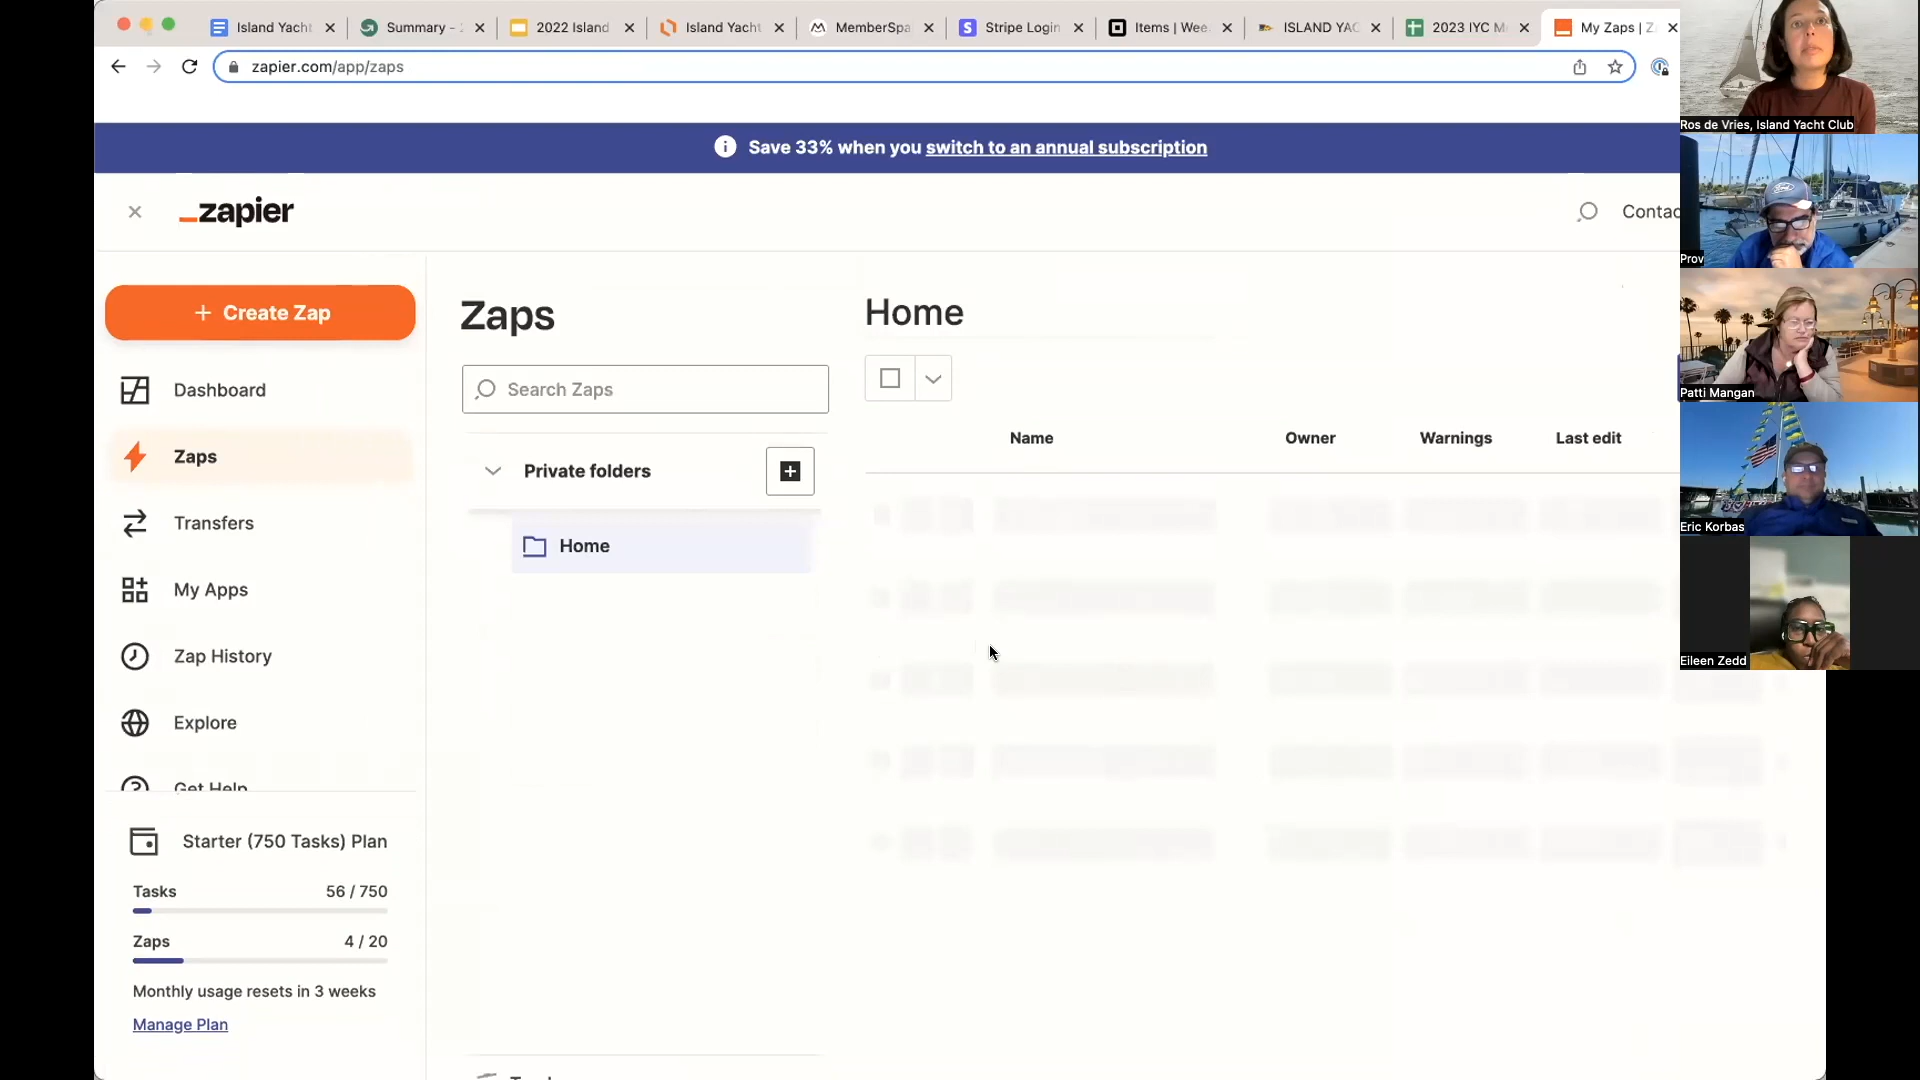 Island Yacht
Summary - 2
2022 Island
Island Yacht
MemberSpa
Stripe Login
Items | Wee
ISLAND YAC
2023 IYC M
My Zaps | Z
zapier.com/app/zaps
Save 33% when you switch to an annual subscription
zapier
Contac
+ Create Zap
Dashboard
Zaps
Transfers
My Apps
Zap History
Explore
Get Help
Starter (750 Tasks) Plan
Tasks 56 / 750
Zaps 4 / 20
Monthly usage resets in 3 weeks
Manage Plan
Zaps
Search Zaps
Private folders
Home
Home
Name Owner Warnings Last edit
Ros de Vries, Island Yacht Club
Prov
Patti Mangan
Eric Korbas
Eileen Zedd